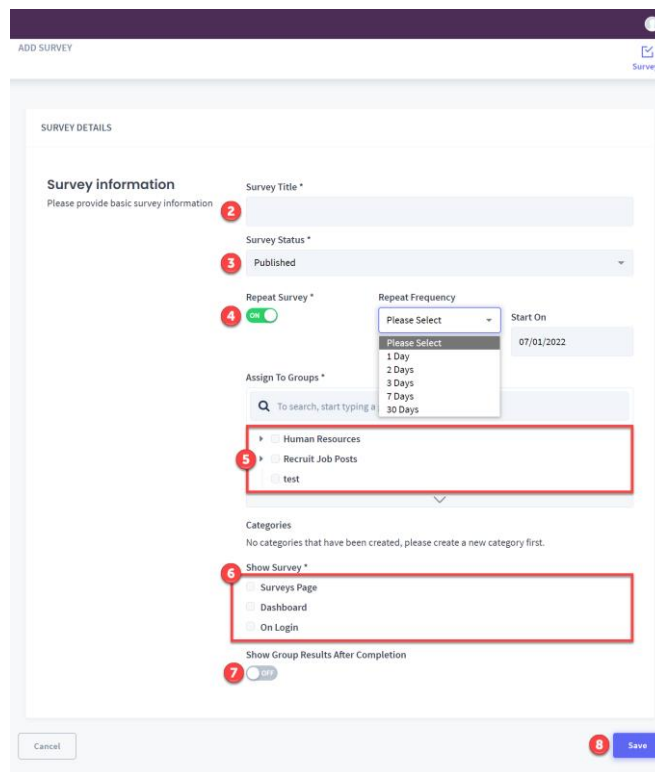 ADD SURVEY
Surve
SURVEY DETAILS
Survey information
Please provide basic survey information
Survey Title *
2
Survey Status *
3
Published
Repeat Survey *
Repeat Frequency
4
ON
Please Select
Start On
07/01/2022
Please Select
1 Day
2 Days
3 Days
7 Days
30 Days
Assign To Groups *
To search, start typing a
Human Resources
5
Recruit Job Posts
test
Categories
No categories that have been created, please create a new category first.
6
Show Survey *
Surveys Page
Dashboard
On Login
Show Group Results After Completion
7
OFF
Cancel
8
Save